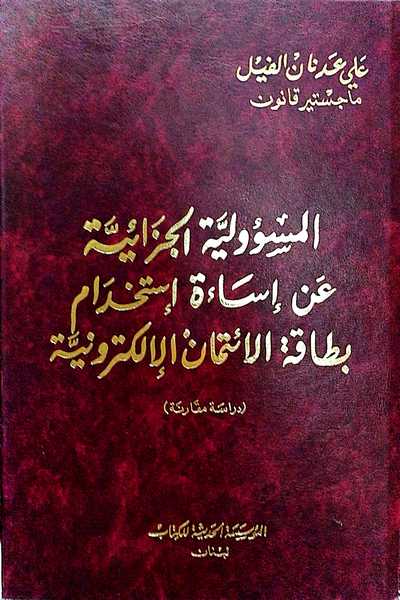 علي عدنان الفيل
ماجستير قانون
المسؤولية الجزائية
عن إساءة إستخدام
بطاقة الائتمان الإلكترونية
(دراسة مقارنة)
المؤسسة الحديثة للكتاب
لبنان